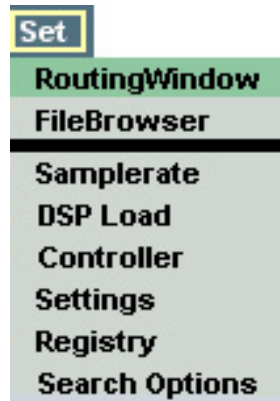 Set
RoutingWindow
FileBrowser
Samplerate
DSP Load
Controller
Settings
Registry
Search Options